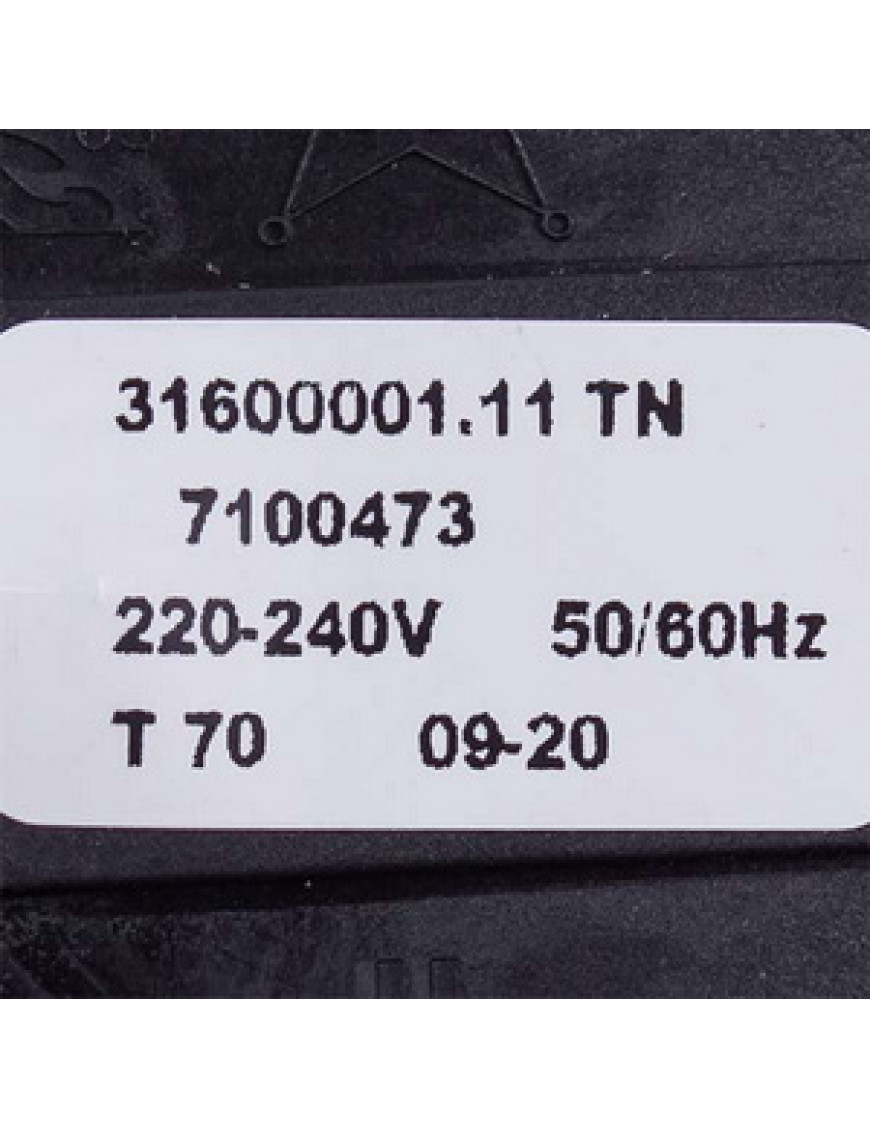 31600001.11 TN
7100473
220-240V 50/60Hz
T 70 09-20